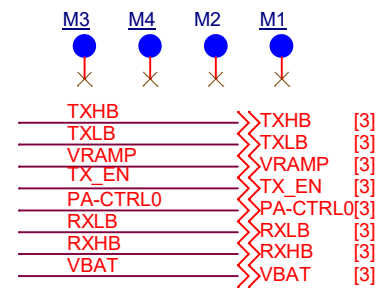 M3 M4 M2 M1
TXHB TXHB [3]
TXLB TXLB [3]
VRAMP VRAMP [3]
TX_EN TX_EN [3]
PA-CTRL0 PA-CTRL0[3]
RXLB RXLB [3]
RXHB RXHB [3]
VBAT VBAT [3]